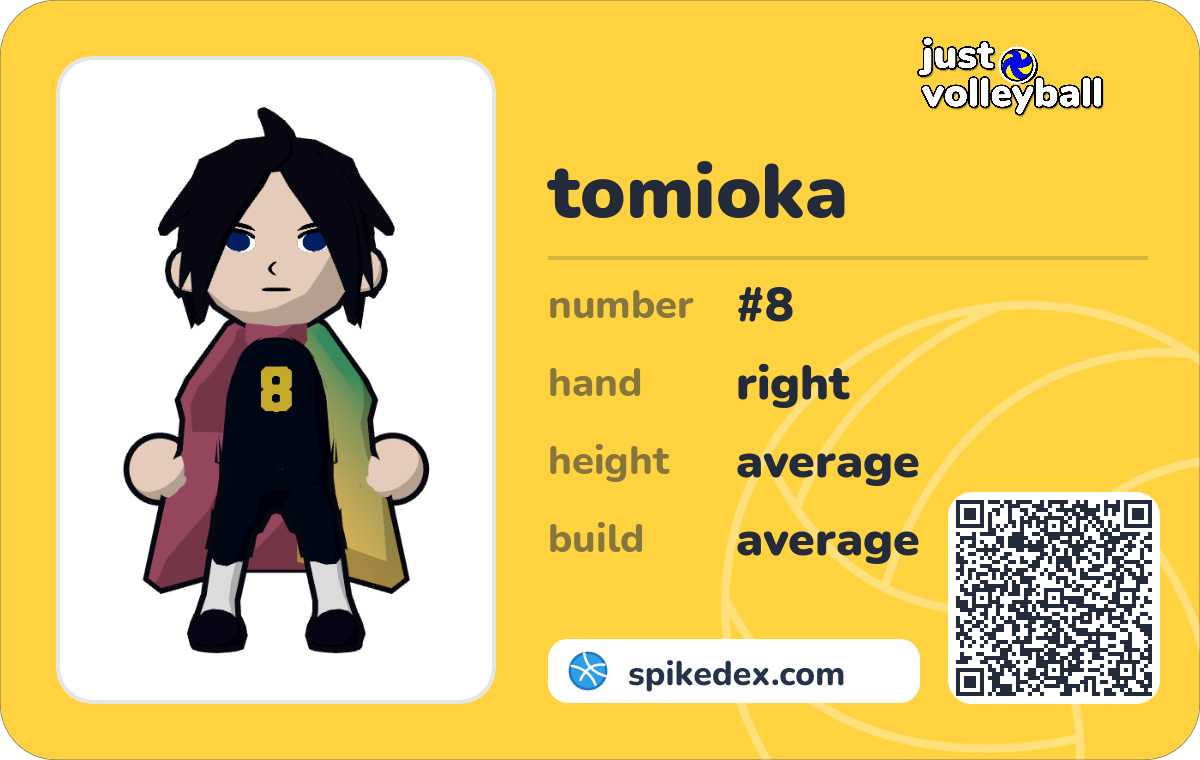 just
volleyball
tomioka
number #8
hand right
height average
build average
8
spikedex.com